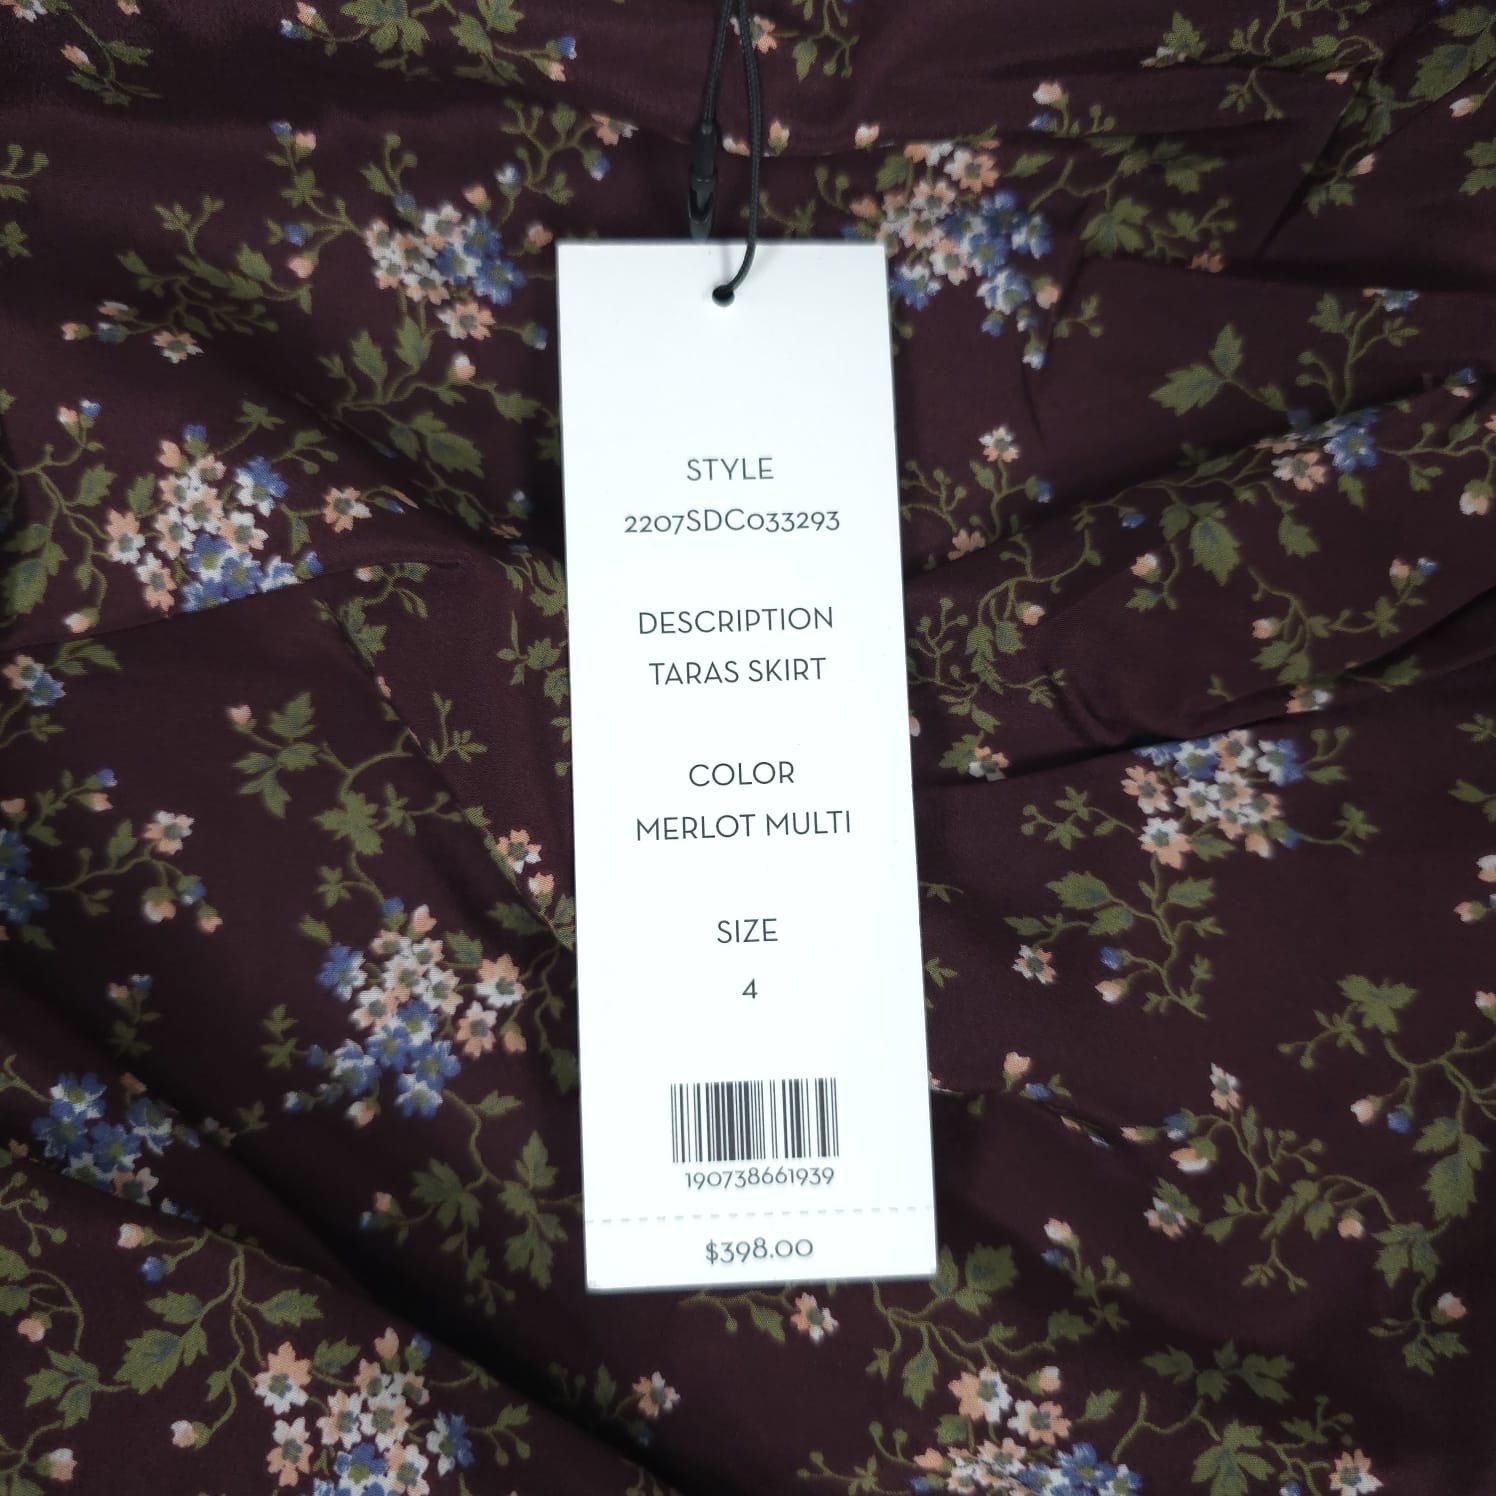 STYLE
2207SDC033293
DESCRIPTION
TARAS SKIRT
COLOR
MERLOT MULTI
SIZE
4
190738661939
$398.00